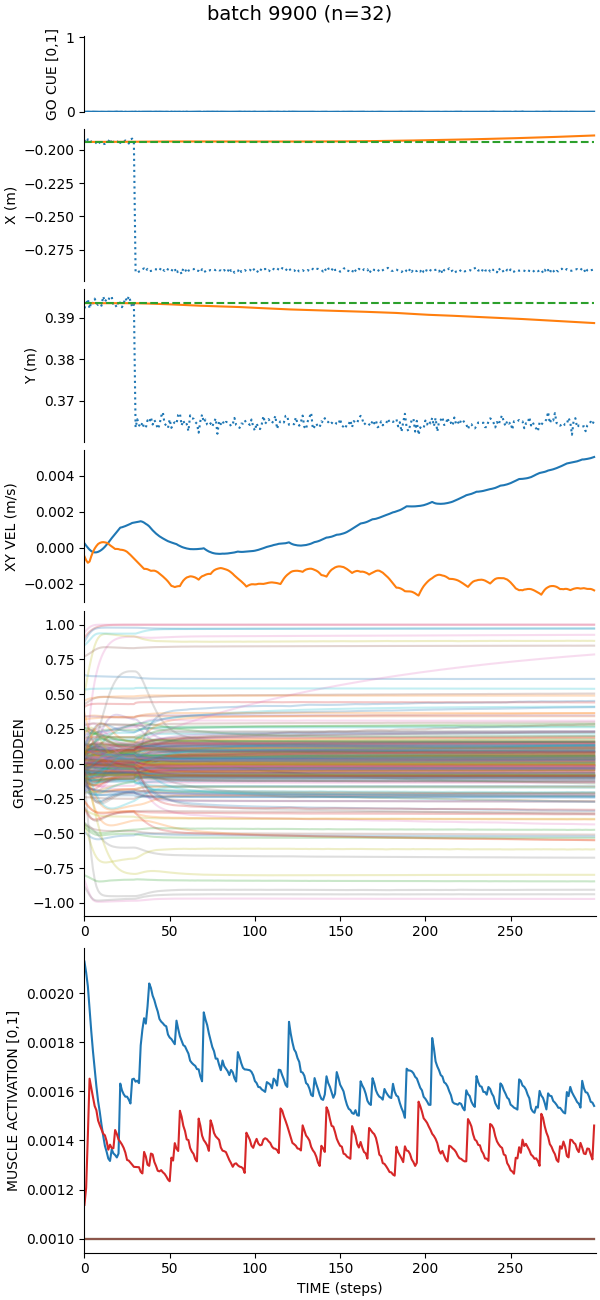 batch 9900 (n=32)
GO CUE [0,1]
1
0
X (m)
−0.200
−0.225
−0.250
−0.275
Y (m)
0.39
0.38
0.37
XY VEL (m/s)
0.004
0.002
0.000
−0.002
GRU HIDDEN
1.00
0.75
0.50
0.25
0.00
−0.25
−0.50
−0.75
−1.00
0 50 100 150 200 250
MUSCLE ACTIVATION [0,1]
0.0020
0.0018
0.0016
0.0014
0.0012
0.0010
0 50 100 150 200 250
TIME (steps)